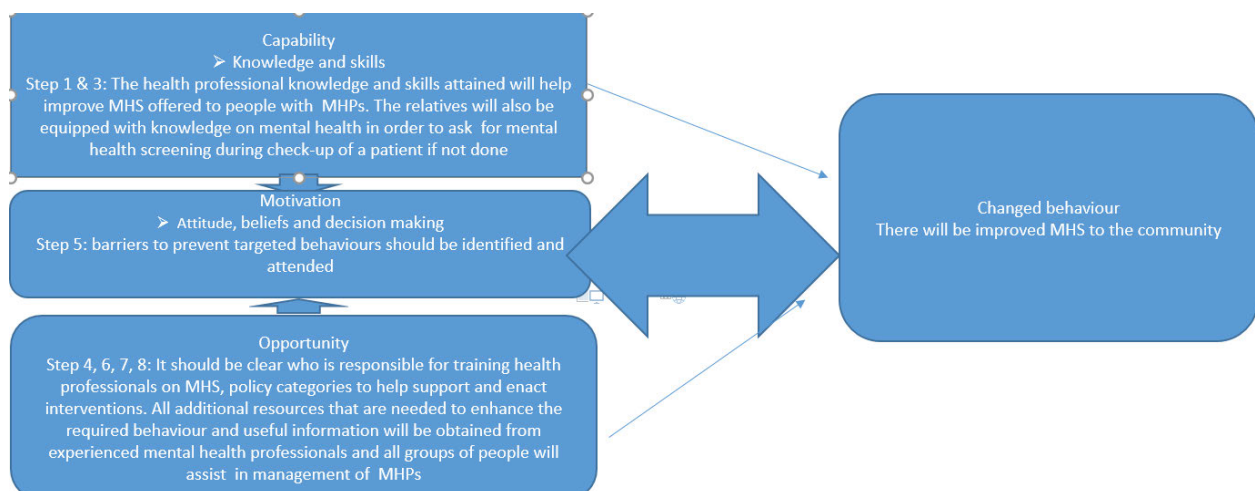 Capability
➢ Knowledge and skills
Step 1 & 3: The health professional knowledge and skills attained will help
improve MHS offered to people with MHPs. The relatives will also be
equipped with knowledge on mental health in order to ask for mental
health screening during check-up of a patient if not done
Motivation
➢ Attitude, beliefs and decision making
Step 5: barriers to prevent targeted behaviours should be identified and
attended
Opportunity
Step 4, 6, 7, 8: It should be clear who is responsible for training health
professionals on MHS, policy categories to help support and enact
interventions. All additional resources that are needed to enhance the
required behaviour and useful information will be obtained from
experienced mental health professionals and all groups of people will
assist in management of MHPs
Changed behaviour
There will be improved MHS to the community